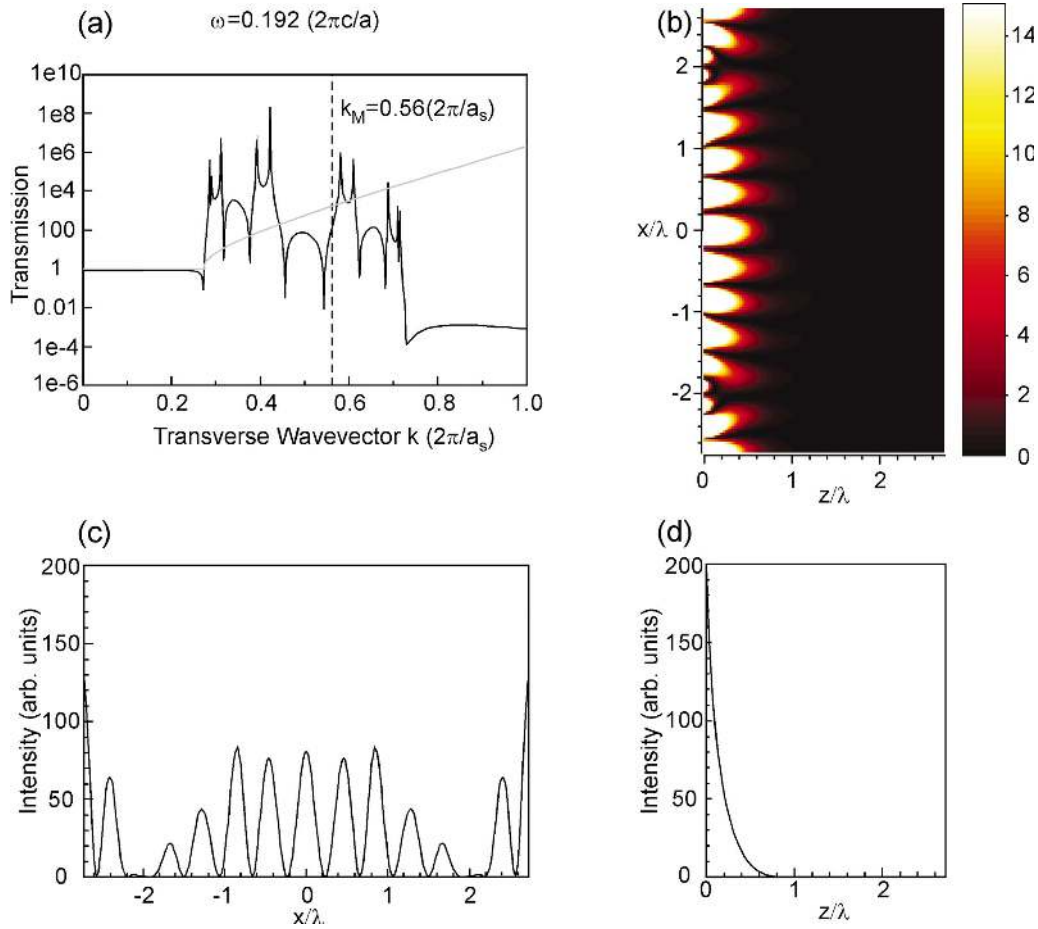 (a)
ω=0.192 (2πc/a)
1e10
1e8
1e6
1e4
100
1
0.01
1e-4
1e-6
Transmission
k_M=0.56(2π/a_s)
0
0.2
0.4
0.6
0.8
1.0
Transverse Wavevector k (2π/a_s)
(b)
2
1
0
-1
-2
x/λ
0
1
2
z/λ
14
12
10
8
6
4
2
0
(c)
200
150
100
50
0
Intensity (arb. units)
-2
-1
0
1
2
x/λ
(d)
200
150
100
50
0
Intensity (arb. units)
0
1
2
z/λ